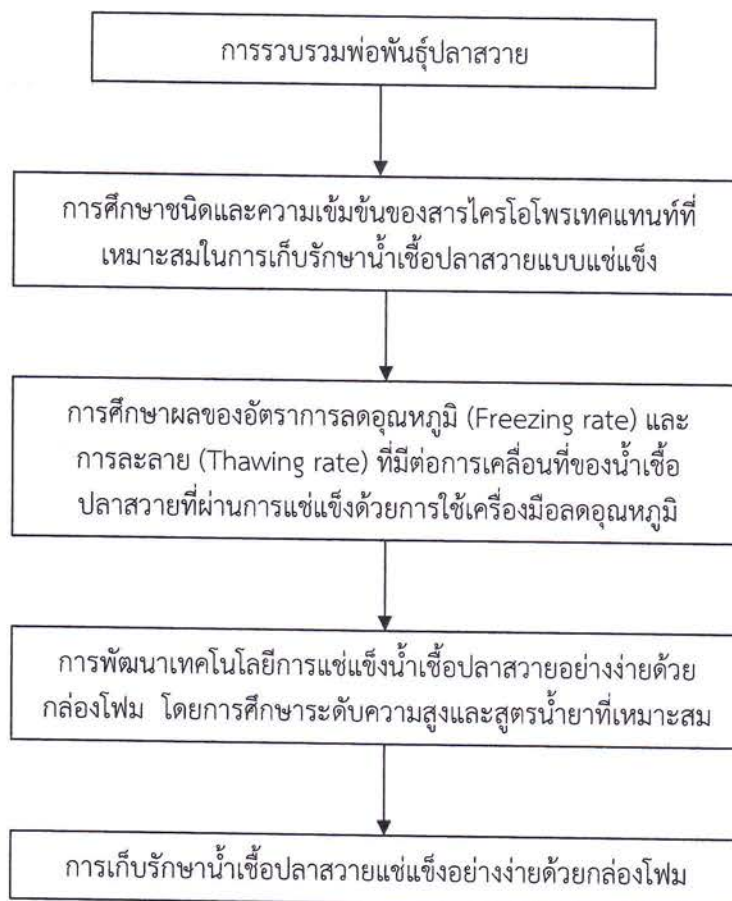 การรวบรวมพ่อพันธุ์ปลาสวาย
การศึกษาชนิดและความเข้มข้นของสารไครโอโพรเทคแทนท์ที่
เหมาะสมในการเก็บรักษาน้ำเชื้อปลาสวายแบบแช่แข็ง
การศึกษาผลของอัตราการลดอุณหภูมิ (Freezing rate) และ
การละลาย (Thawing rate) ที่มีต่อการเคลื่อนที่ของน้ำเชื้อ
ปลาสวายที่ผ่านการแช่แข็งด้วยการใช้เครื่องมือลดอุณหภูมิ
การพัฒนาเทคโนโลยีการแช่แข็งน้ำเชื้อปลาสวายอย่างง่ายด้วย
กล่องโฟม โดยการศึกษาระดับความสูงและสูตรน้ำยาที่เหมาะสม
การเก็บรักษาน้ำเชื้อปลาสวายแช่แข็งอย่างง่ายด้วยกล่องโฟม